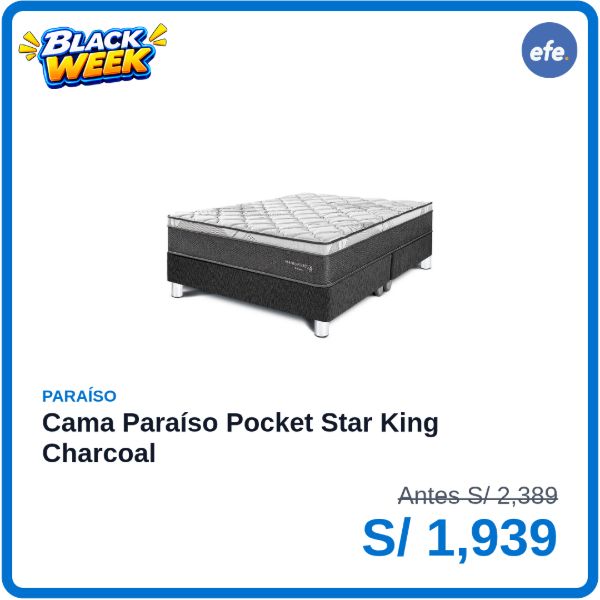 BLACK
WEEK
efe.
PARAÍSO
Cama Paraíso Pocket Star King
Charcoal
Antes S/ 2,389
S/ 1,939